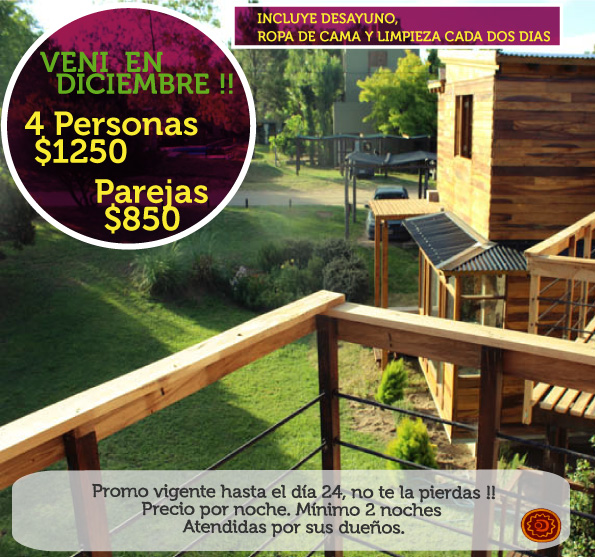 INCLUYE DESAYUNO,
ROPA DE CAMA Y LIMPIEZA CADA DOS DIAS
VENI EN
DICIEMBRE !!
4 Personas
$1250
Parejas
$850
Promo vigente hasta el día 24, no te la pierdas !!
Precio por noche. Mínimo 2 noches
Atendidas por sus dueños.